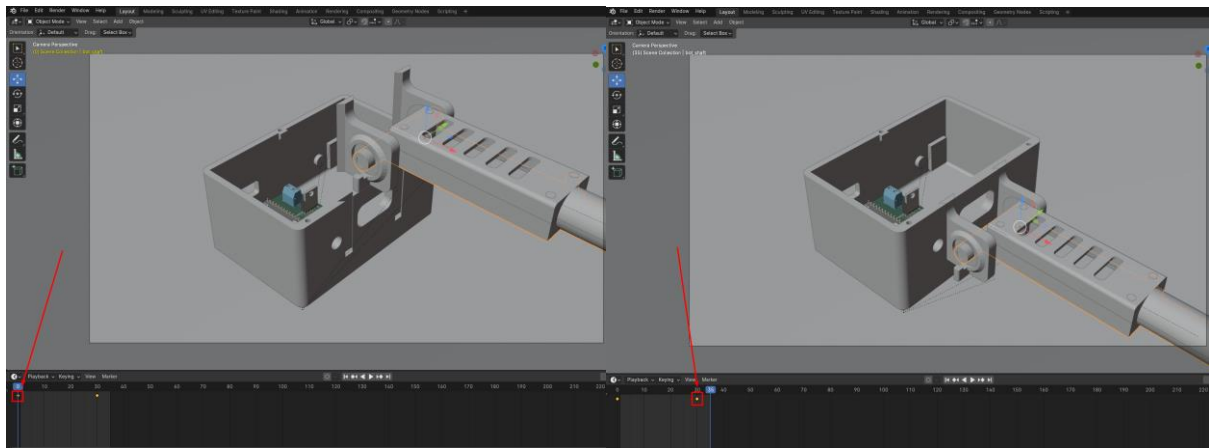 File Edit Render Window Help Layout Modeling Sculpting UV Editing Texture Paint Shading Animation Rendering Compositing Geometry Nodes Scripting +
Object Mode View Select Add Object Global
Orientation: Default Drag: Select Box
Camera Perspective
Playback Keying View Marker
0 10 20 30 40 50 60 70 80 90 100 110 120 130 140 150 160 170 180 190 200 210 220
File Edit Render Window Help Layout Modeling Sculpting UV Editing Texture Paint Shading Animation Rendering Compositing Geometry Nodes Scripting +
Object Mode View Select Add Object Global
Orientation: Default Drag: Select Box
Camera Perspective
Playback Keying View Marker
0 10 20 30 40 50 60 70 80 90 100 110 120 130 140 150 160 170 180 190 200 210 220